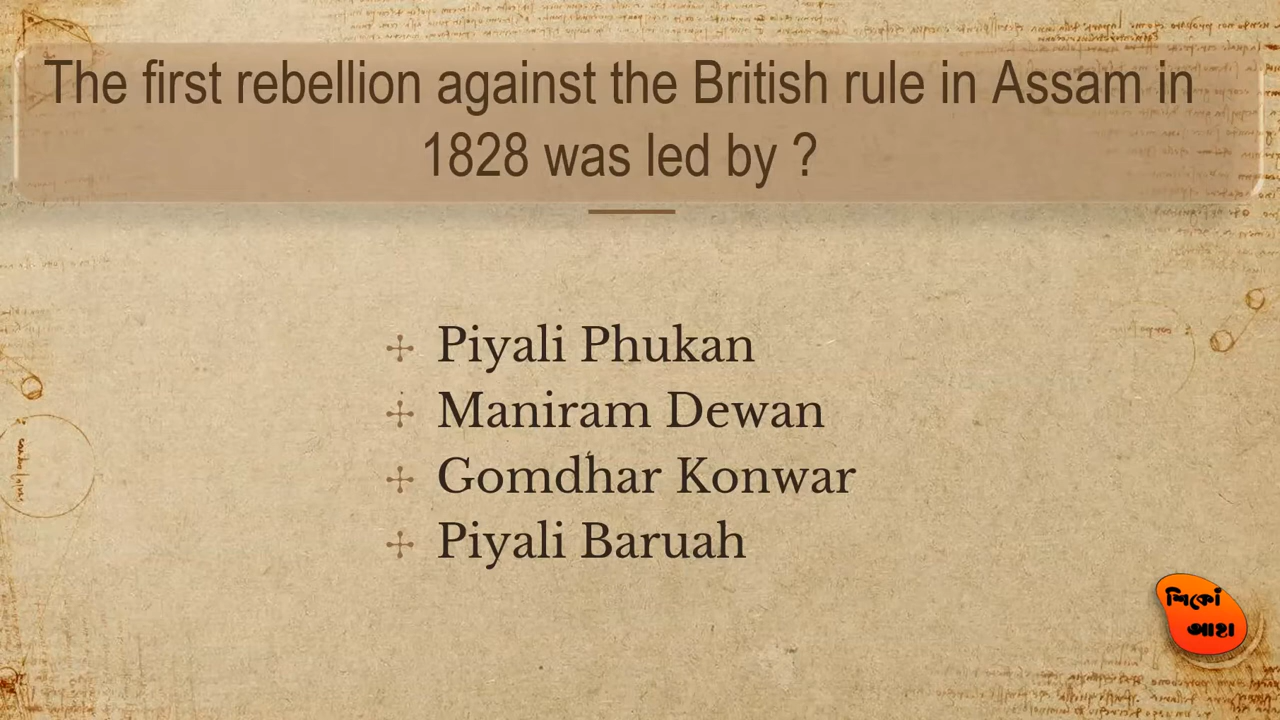 The first rebellion against the British rule in Assam in
1828 was led by ?
Piyali Phukan
Maniram Dewan
Gomdhar Konwar
Piyali Baruah
শিকোঁ
আহা